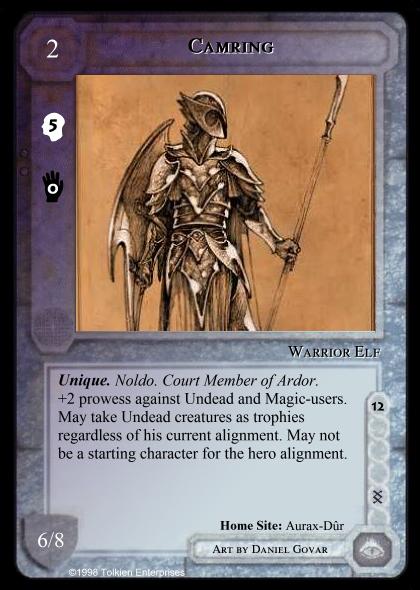 2
CAMRING
5
0
WARRIOR ELF
Unique. Noldo. Court Member of Ardor.
+2 prowess against Undead and Magic-users.
May take Undead creatures as trophies
regardless of his current alignment. May not
be a starting character for the hero alignment.
12
Home Site: Aurax-Dûr
6/8
ART BY DANIEL GOVAR
©1998 Tolkien Enterprises